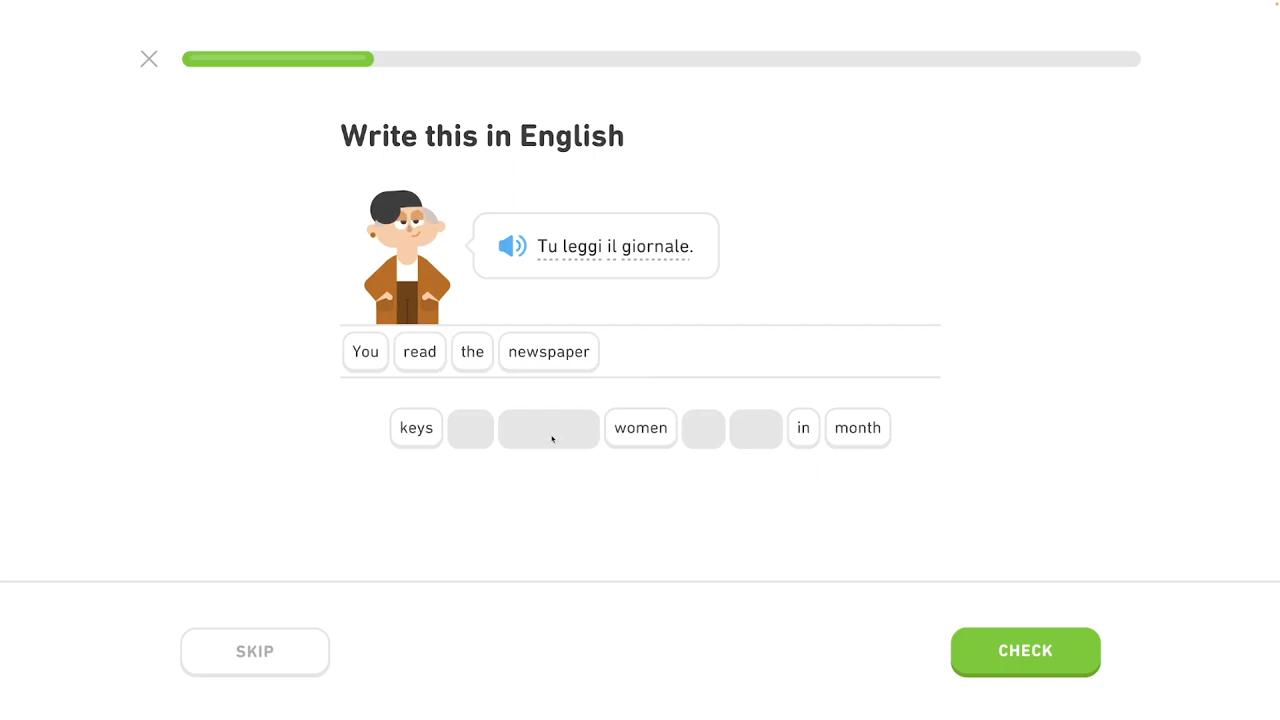 Write this in English
Tu leggi il giornale.
You read the newspaper
keys women in month
SKIP CHECK